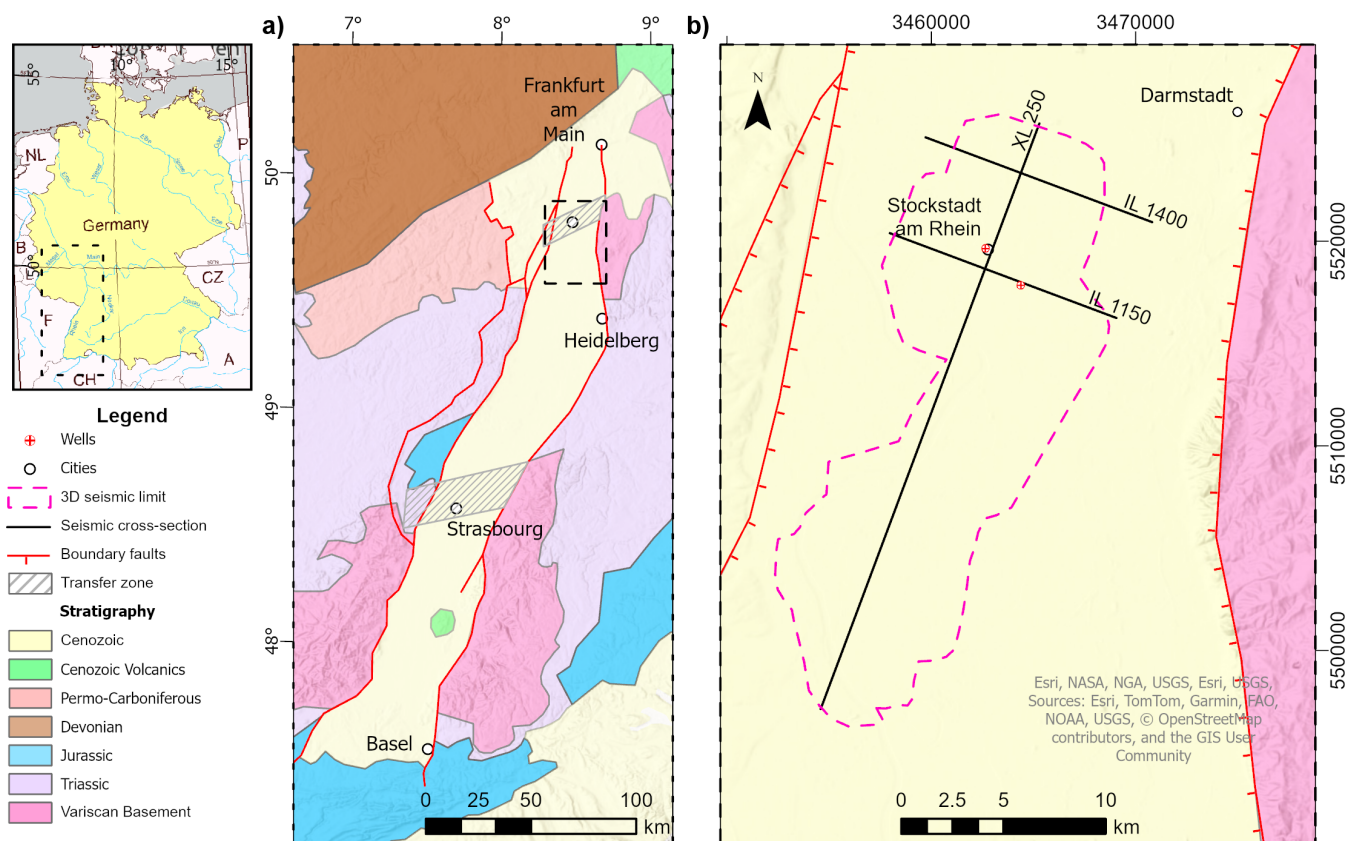 a)
7°
8°
9°
b)
3460000
3470000
55°
10°
15°
NL
P
B
Germany
50°
CZ
F
A
CH
Legend
Wells
Cities
3D seismic limit
Seismic cross-section
Boundary faults
Transfer zone
Stratigraphy
Cenozoic
Cenozoic Volcanics
Permo-Carboniferous
Devonian
Jurassic
Triassic
Variscan Basement
50°
49°
48°
Frankfurt
am
Main
Heidelberg
Strasbourg
Basel
0
25
50
100
km
N
Darmstadt
XL 250
IL 1400
Stockstadt
am Rhein
IL 1150
5520000
5510000
5500000
Esri, NASA, NGA, USGS, Esri, USGS,
Sources: Esri, TomTom, Garmin, FAO,
NOAA, USGS, © OpenStreetMap
contributors, and the GIS User
Community
0
2.5
5
10
km